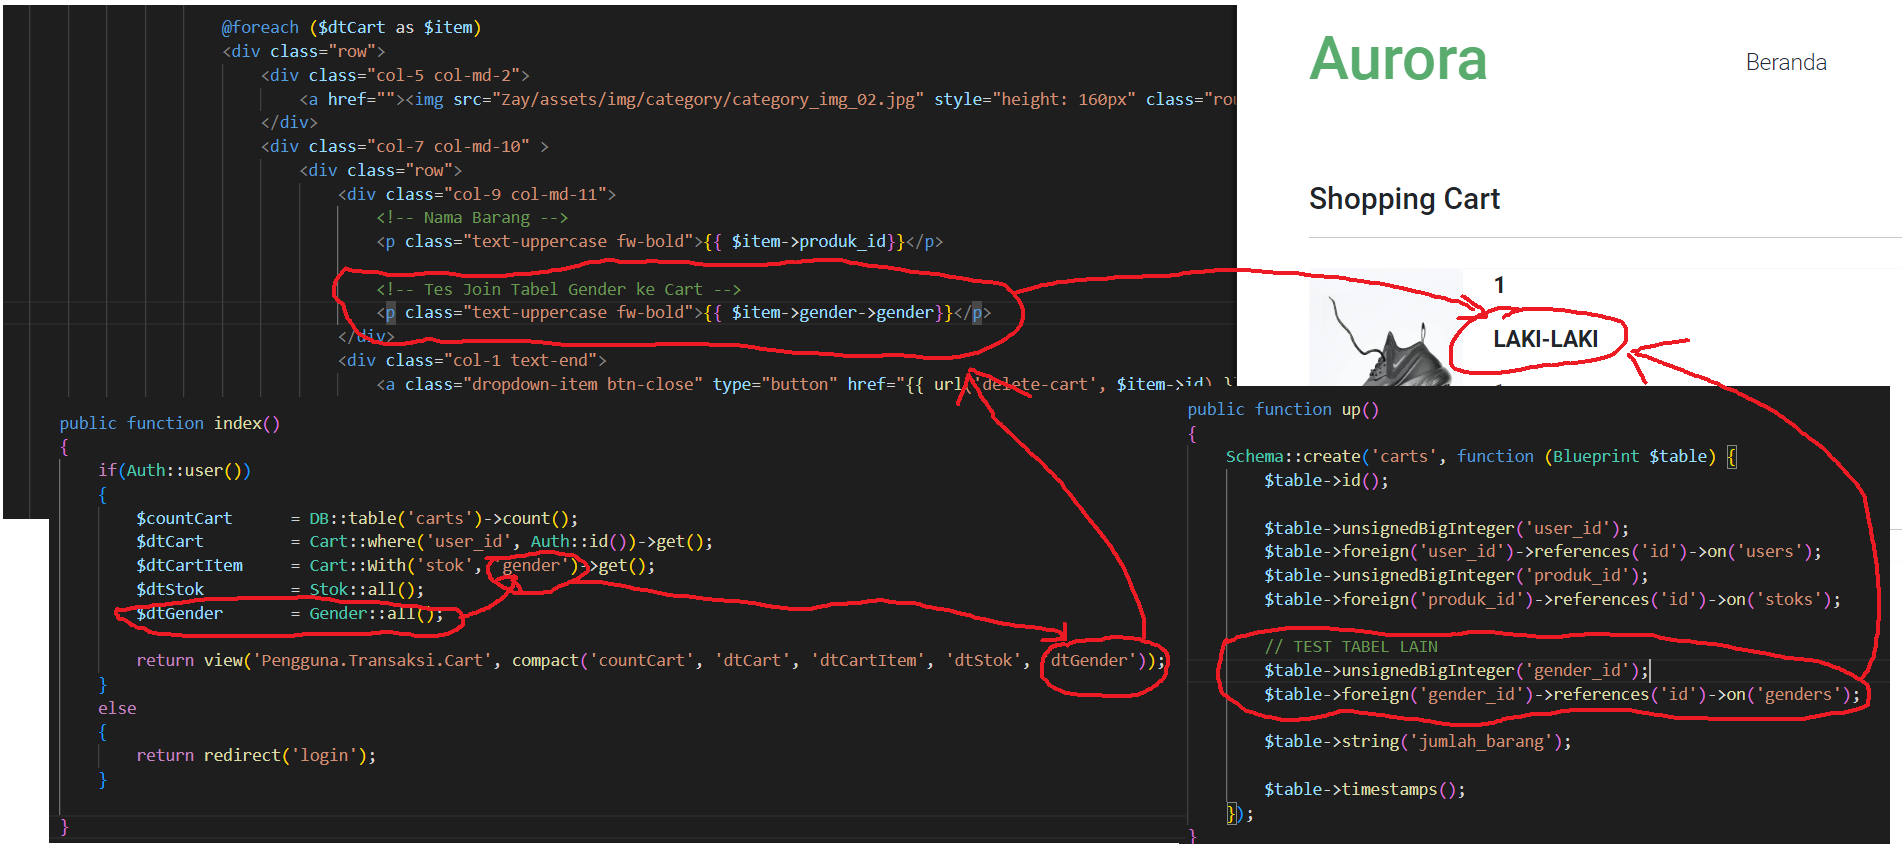 @foreach ($dtCart as $item)
<div class="row">
<div class="col-5 col-md-2">
<a href=""><img src="Zay/assets/img/category/category_img_02.jpg" style="height: 160px" class="rou
</div>
<div class="col-7 col-md-10" >
<div class="row">
<div class="col-9 col-md-11">
<!-- Nama Barang -->
<p class="text-uppercase fw-bold">{{ $item->produk_id}}</p>
<!-- Tes Join Tabel Gender ke Cart -->
<p class="text-uppercase fw-bold">{{ $item->gender->gender}}</p>
</div>
<div class="col-1 text-end">
<a class="dropdown-item btn-close" type="button" href="{{ url('delete-cart', $item->id) }}
Aurora
Beranda
Shopping Cart
1
LAKI-LAKI
public function index()
{
if(Auth::user())
{
$countCart = DB::table('carts')->count();
$dtCart = Cart::where('user_id', Auth::id())->get();
$dtCartItem = Cart::With('stok', 'gender')->get();
$dtStok = Stok::all();
$dtGender = Gender::all();
return view('Pengguna.Transaksi.Cart', compact('countCart', 'dtCart', 'dtCartItem', 'dtStok', 'dtGender'));
}
else
{
return redirect('login');
}
}
public function up()
{
Schema::create('carts', function (Blueprint $table) {
$table->id();
$table->unsignedBigInteger('user_id');
$table->foreign('user_id')->references('id')->on('users');
$table->unsignedBigInteger('produk_id');
$table->foreign('produk_id')->references('id')->on('stoks');
// TEST TABEL LAIN
$table->unsignedBigInteger('gender_id');
$table->foreign('gender_id')->references('id')->on('genders');
$table->string('jumlah_barang');
$table->timestamps();
});
}